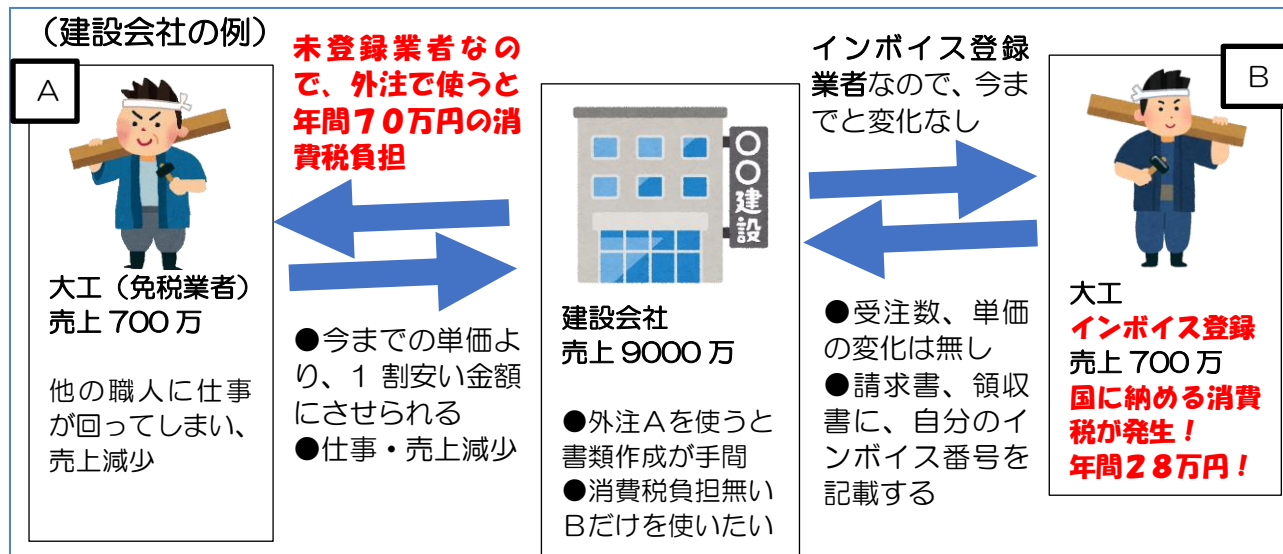 （建設会社の例）
A
大工（免税業者）
売上 700 万
他の職人に仕事
が回ってしまい、
売上減少
未登録業者なの
で、外注で使うと
年間７０万円の消
費税負担
●今までの単価よ
り、1 割安い金額
にさせられる
●仕事・売上減少
〇〇建設
建設会社
売上 9000 万
●外注Ａを使うと
書類作成が手間
●消費税負担無い
Ｂだけを使いたい
インボイス登録
業者なので、今ま
でと変化なし
●受注数、単価
の変化は無し
●請求書、領収
書に、自分のイ
ンボイス番号を
記載する
B
大工
インボイス登録
売上 700 万
国に納める消費
税が発生！
年間２８万円！